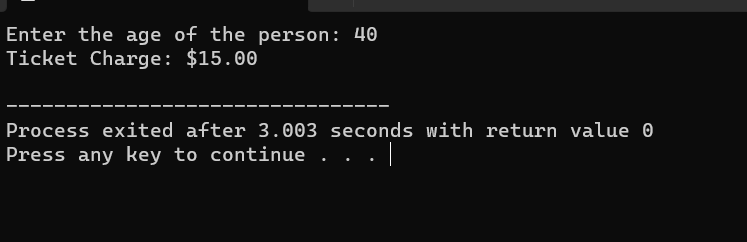 Enter the age of the person: 40
Ticket Charge: $15.00
--------------------------------
Process exited after 3.003 seconds with return value 0
Press any key to continue . . .